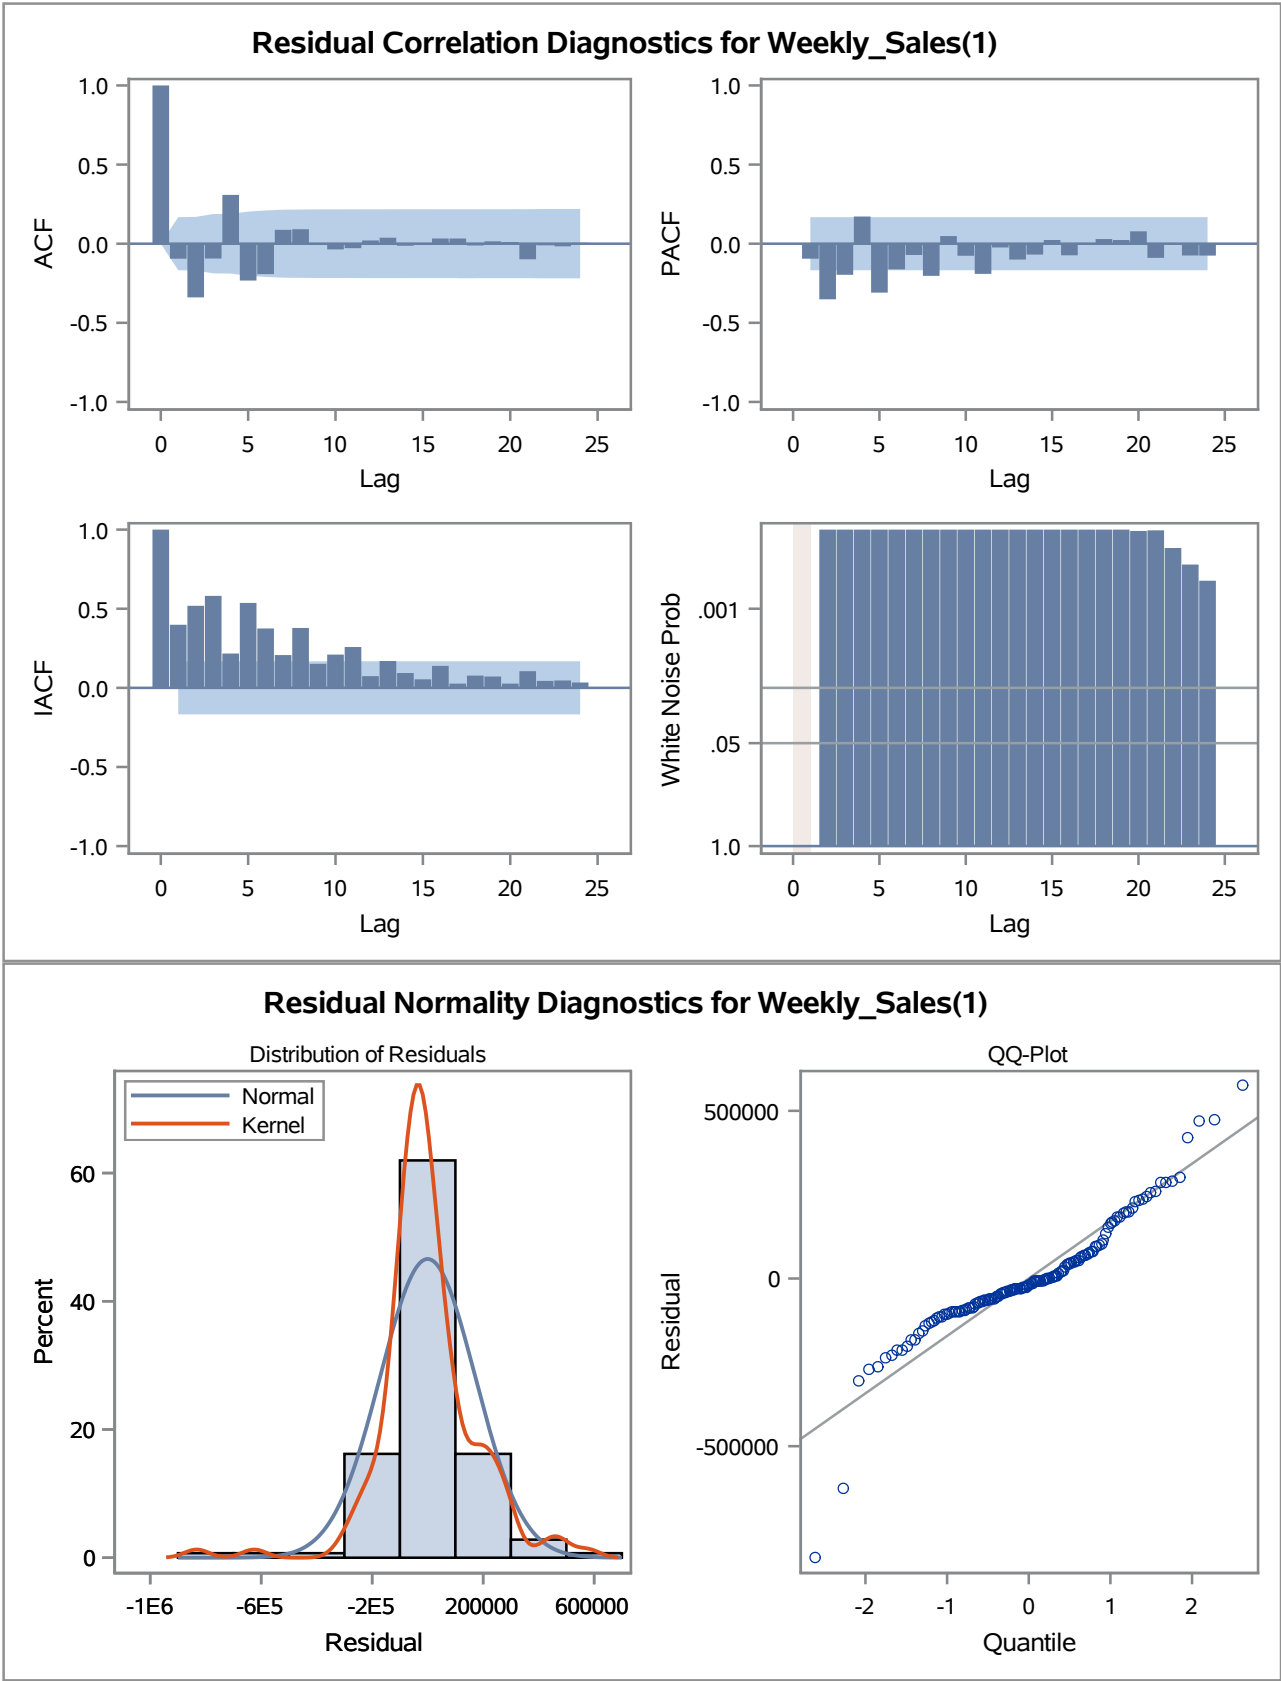 Residual Correlation Diagnostics for Weekly_Sales(1)
1.0
0.5
0.0
-0.5
-1.0
ACF
0 5 10 15 20 25
Lag
1.0
0.5
0.0
-0.5
-1.0
PACF
0 5 10 15 20 25
Lag
1.0
0.5
0.0
-0.5
-1.0
IACF
0 5 10 15 20 25
Lag
.001
.05
1.0
White Noise Prob
0 5 10 15 20 25
Lag
Residual Normality Diagnostics for Weekly_Sales(1)
Distribution of Residuals
Normal
Kernel
60
40
20
0
Percent
-1E6 -6E5 -2E5 200000 600000
Residual
QQ-Plot
500000
0
-500000
Residual
-2 -1 0 1 2
Quantile